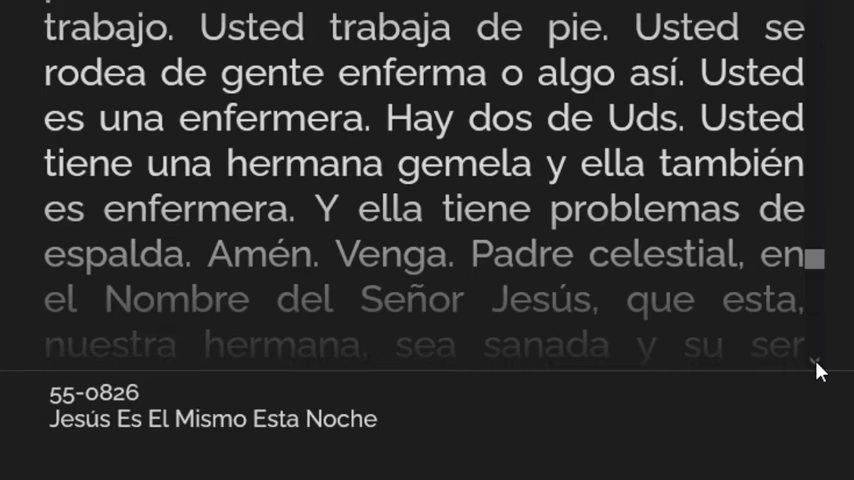 trabajo. Usted trabaja de pie. Usted se
rodea de gente enferma o algo así. Usted
es una enfermera. Hay dos de Uds. Usted
tiene una hermana gemela y ella también
es enfermera. Y ella tiene problemas de
espalda. Amén. Venga. Padre celestial, en
el Nombre del Señor Jesús, que esta,
nuestra hermana, sea sanada y su ser
55-0826
Jesús Es El Mismo Esta Noche